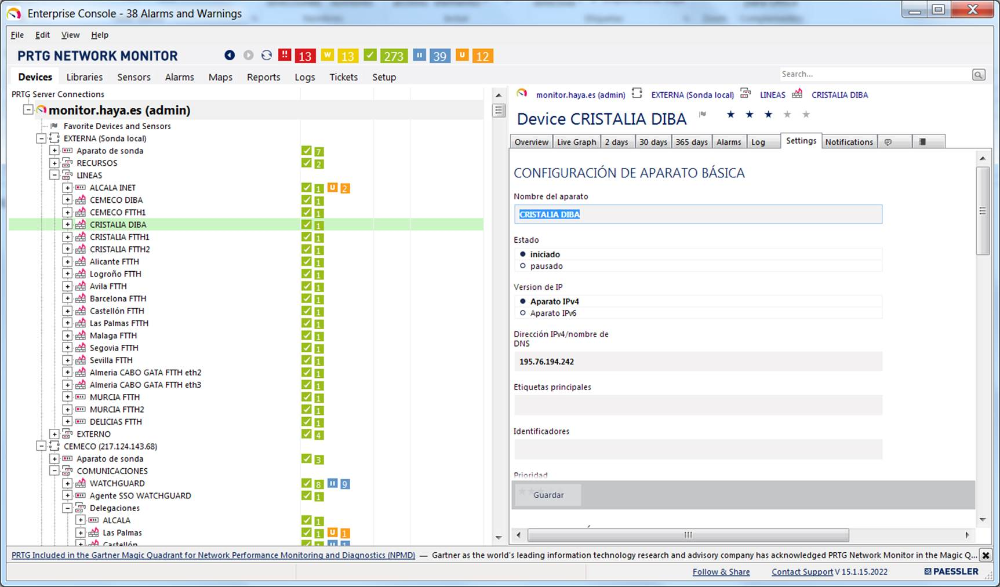 Enterprise Console - 38 Alarms and Warnings
File Edit View Help
PRTG NETWORK MONITOR !! 13 W 13 273 39 U 12
Devices Libraries Sensors Alarms Maps Reports Logs Tickets Setup Search...
PRTG Server Connections
monitor.haya.es (admin)
Favorite Devices and Sensors
EXTERNA (Sonda local)
Aparato de sonda 7
RECURSOS 2
LINEAS
ALCALA INET 1 U 2
CEMECO DIBA 1
CEMECO FTTH1 1
CRISTALIA DIBA 1
CRISTALIA FTTH1 1
CRISTALIA FTTH2 1
Alicante FTTH 1
Logroño FTTH 1
Avila FTTH 1
Barcelona FTTH 1
Castellón FTTH 1
Las Palmas FTTH 1
Malaga FTTH 1
Segovia FTTH 1
Sevilla FTTH 1
Almeria CABO GATA FTTH eth2 1
Almeria CABO GATA FTTH eth3 1
MURCIA FTTH 1
MURCIA FTTH2 1
DELICIAS FTTH 1
EXTERNO 4
CEMECO (217.124.143.68)
Aparato de sonda 3
COMUNICACIONES
WATCHGUARD 8 9
Agente SSO WATCHGUARD 1
Delegaciones
ALCALA 1
Las Palmas 1 U 1
Castellón 1 1
monitor.haya.es (admin) EXTERNA (Sonda local) LINEAS CRISTALIA DIBA
Device CRISTALIA DIBA
Overview Live Graph 2 days 30 days 365 days Alarms Log Settings Notifications
CONFIGURACIÓN DE APARATO BÁSICA
Nombre del aparato
CRISTALIA DIBA
Estado
iniciado
pausado
Version de IP
Aparato IPv4
Aparato IPv6
Dirección IPv4/nombre de
DNS
195.76.194.242
Etiquetas principales
Identificadores
Prioridad
Guardar
PRTG Included in the Gartner Magic Quadrant for Network Performance Monitoring and Diagnostics (NPMD) — Gartner as the world's leading information technology research and advisory company has acknowledged PRTG Network Monitor in the Magic Q...
Follow & Share Contact Support V 15.1.15.2022 PAESSLER